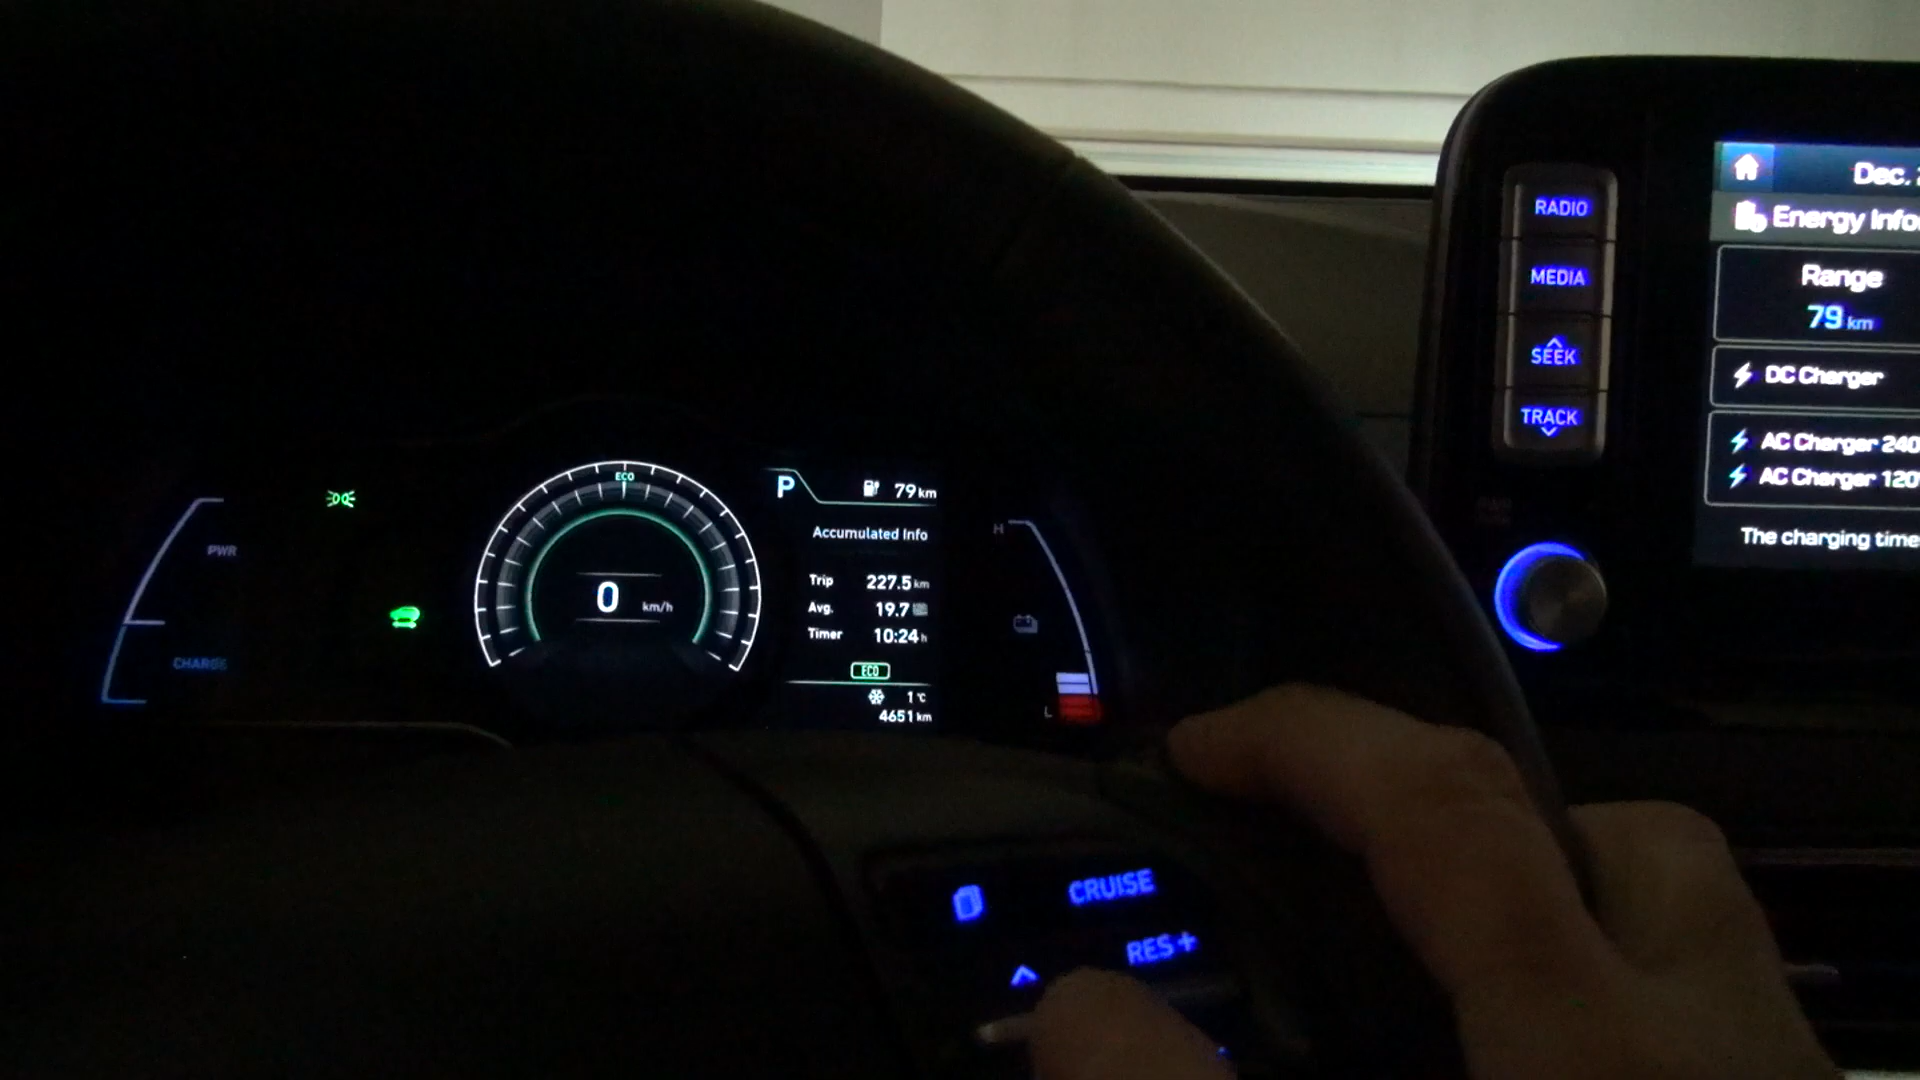 PWR
CHARGE
ECO
0 km/h
P 79 km
Accumulated Info
Trip 227.5 km
Avg. 19.7
Timer 10:24 h
ECO
1 °C
4651 km
H
L
CRUISE
RES +
RADIO
MEDIA
SEEK
TRACK
Dec.
Energy Info
Range
79 km
DC Charger
AC Charger 240
AC Charger 120
The charging time